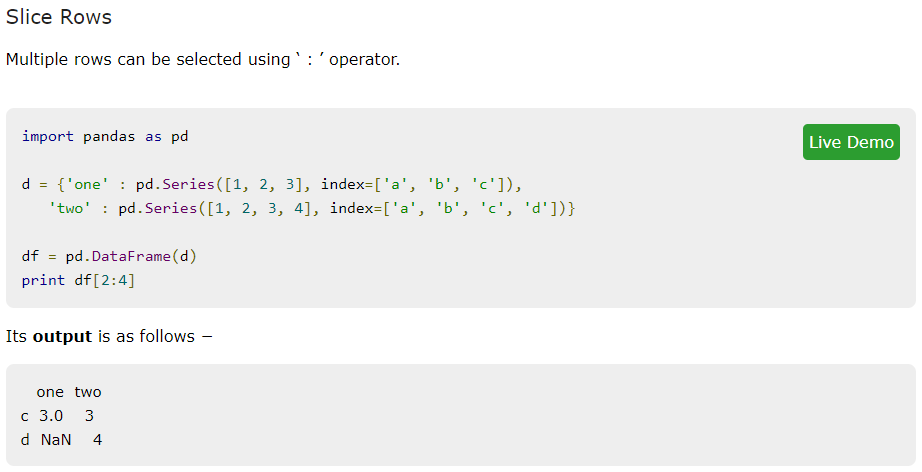 Slice Rows
Multiple rows can be selected using ‘ : ’ operator.
import pandas as pd
Live Demo
d = {'one' : pd.Series([1, 2, 3], index=['a', 'b', 'c']),
   'two' : pd.Series([1, 2, 3, 4], index=['a', 'b', 'c', 'd'])}
df = pd.DataFrame(d)
print df[2:4]
Its output is as follows −
   one  two
c  3.0    3
d  NaN    4